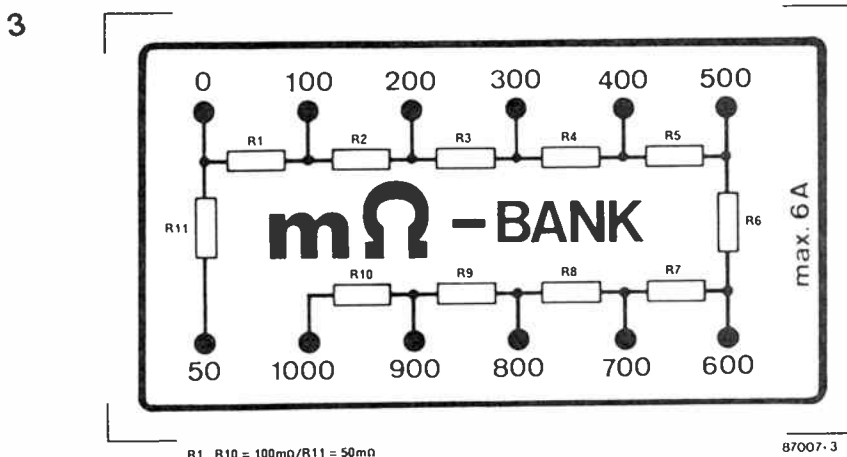 3
0 100 200 300 400 500
R1 R2 R3 R4 R5
R11 mΩ-BANK R6
max. 6A
R10 R9 R8 R7
50 1000 900 800 700 600
R1 R10 = 100mΩ/R11 = 50mΩ
87007-3